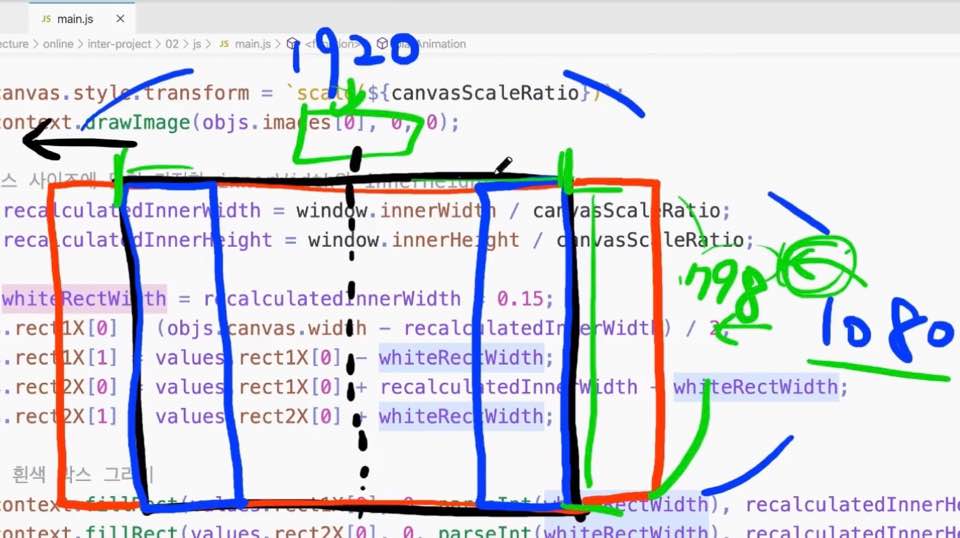 JS main.js ×
ecture > online > inter-project > 02 > js > JS main.js > <function> > Animation
1920
canvas.style.transform = `scale(${canvasScaleRatio})`;
context.drawImage(objs.images[0], 0, 0);
스 사이즈에
recalculatedInnerWidth = window.innerWidth / canvasScaleRatio;
recalculatedInnerHeight = window.innerHeight / canvasScaleRatio;
798
1080
whiteRectWidth = recalculatedInnerWidth * 0.15;
.rect1X[0] = (objs.canvas.width - recalculatedInnerWidth) / 2;
.rect1X[1] = values.rect1X[0] - whiteRectWidth;
.rect2X[0] = values.rect1X[0] + recalculatedInnerWidth - whiteRectWidth;
.rect2X[1] = values.rect2X[0] + whiteRectWidth;
흰색 박스 그리기
context.fillRect(values.rect1X[0], 0, parseInt(whiteRectWidth), recalculatedInnerHe
context.fillRect(values.rect2X[0], 0, parseInt(whiteRectWidth), recalculatedInnerHe